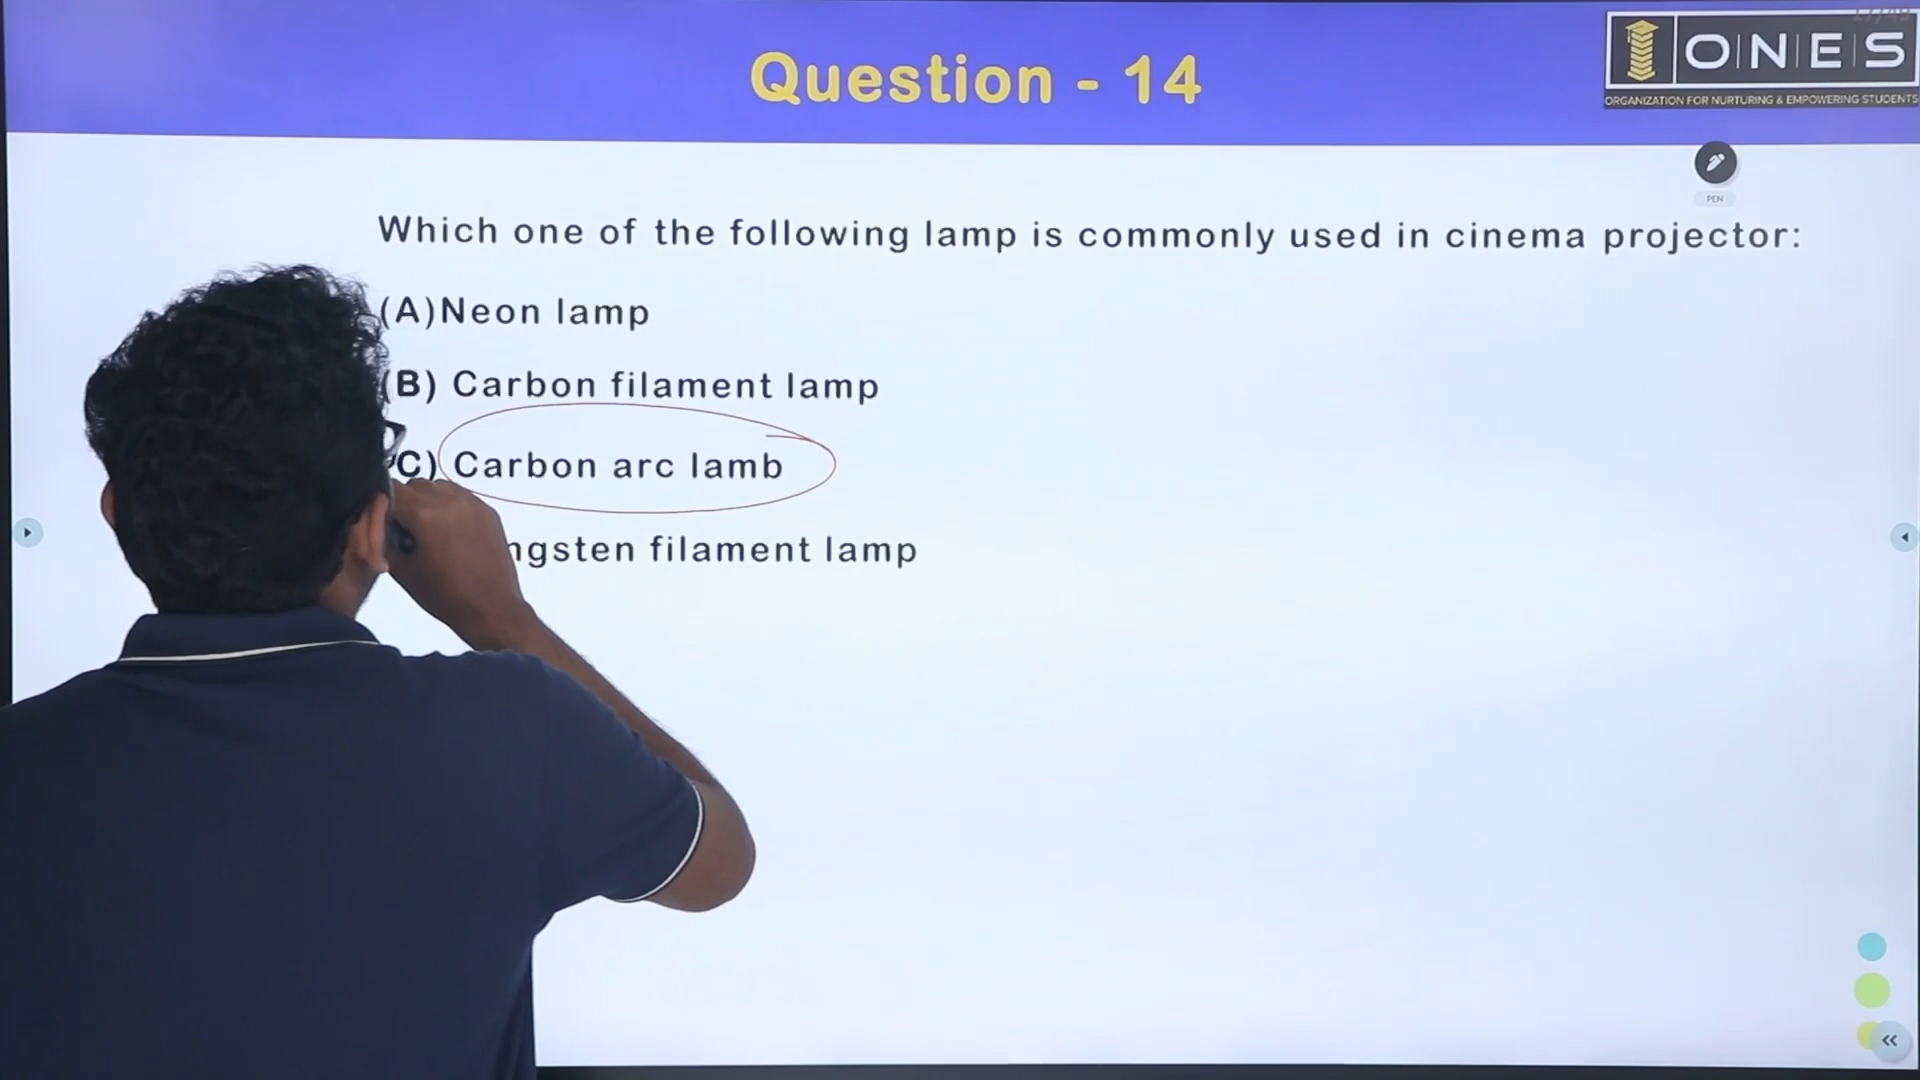 Question - 14
O|N|E|S
ORGANIZATION FOR NURTURING & EMPOWERING STUDENTS
PEN
Which one of the following lamp is commonly used in cinema projector:
(A)Neon lamp
(B) Carbon filament lamp
C) Carbon arc lamb
ngsten filament lamp